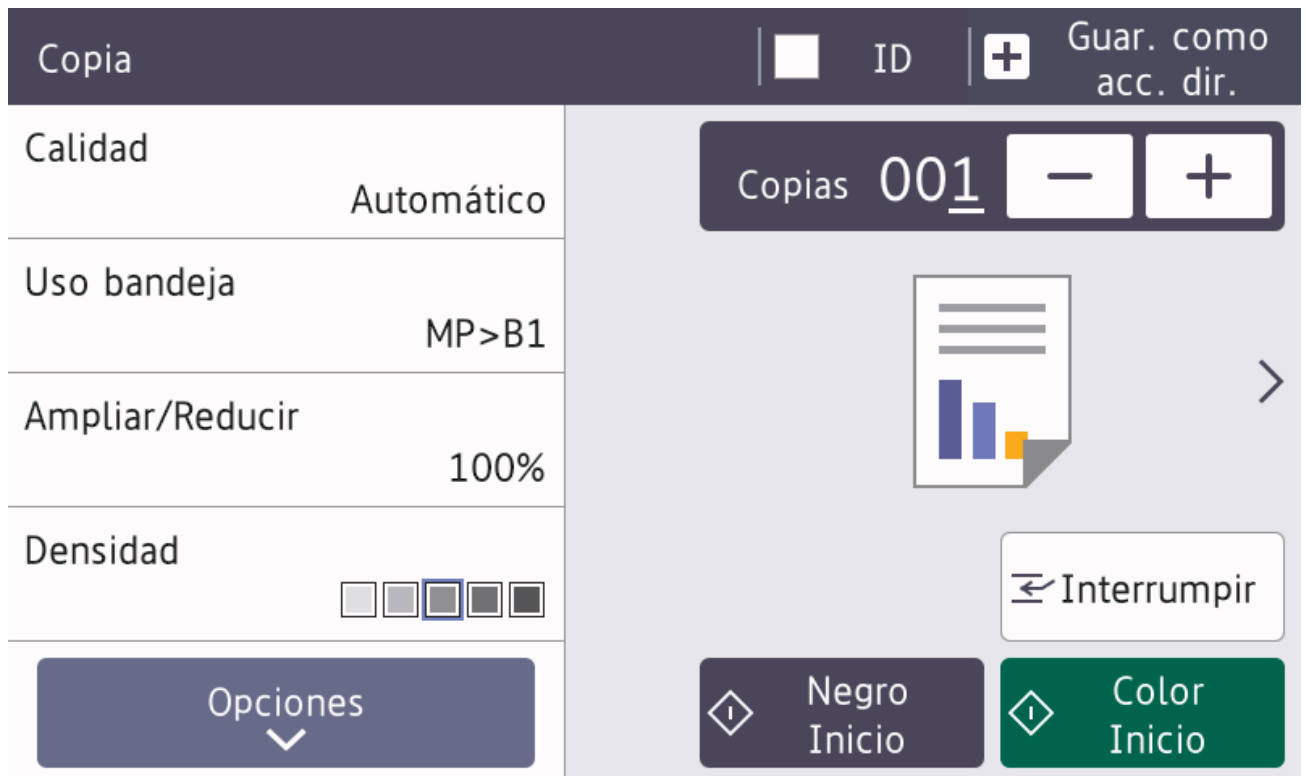 Copia
ID
Guar. como
acc. dir.
Calidad
Automático
Uso bandeja
MP>B1
Ampliar/Reducir
100%
Densidad
Opciones
Copias 001
Interrumpir
Negro
Inicio
Color
Inicio